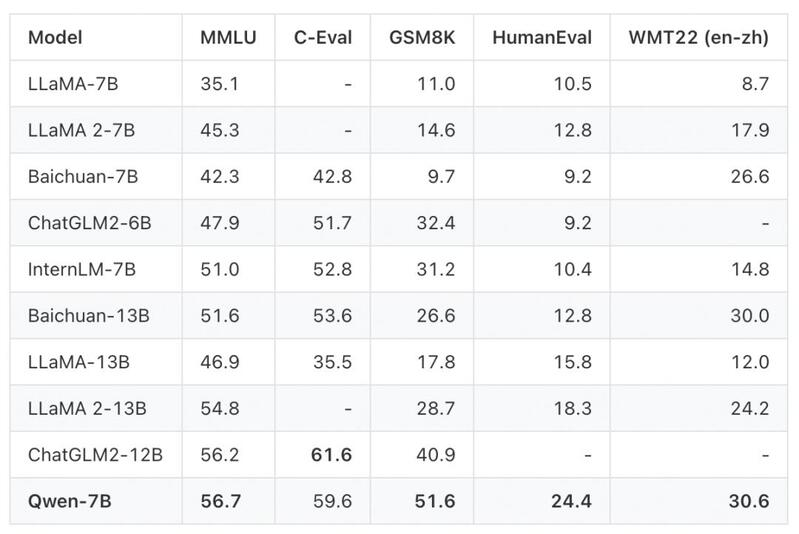 Model MMLU C-Eval GSM8K HumanEval WMT22 (en-zh)
LLaMA-7B 35.1 - 11.0 10.5 8.7
LLaMA 2-7B 45.3 - 14.6 12.8 17.9
Baichuan-7B 42.3 42.8 9.7 9.2 26.6
ChatGLM2-6B 47.9 51.7 32.4 9.2 -
InternLM-7B 51.0 52.8 31.2 10.4 14.8
Baichuan-13B 51.6 53.6 26.6 12.8 30.0
LLaMA-13B 46.9 35.5 17.8 15.8 12.0
LLaMA 2-13B 54.8 - 28.7 18.3 24.2
ChatGLM2-12B 56.2 61.6 40.9 - -
Qwen-7B 56.7 59.6 51.6 24.4 30.6